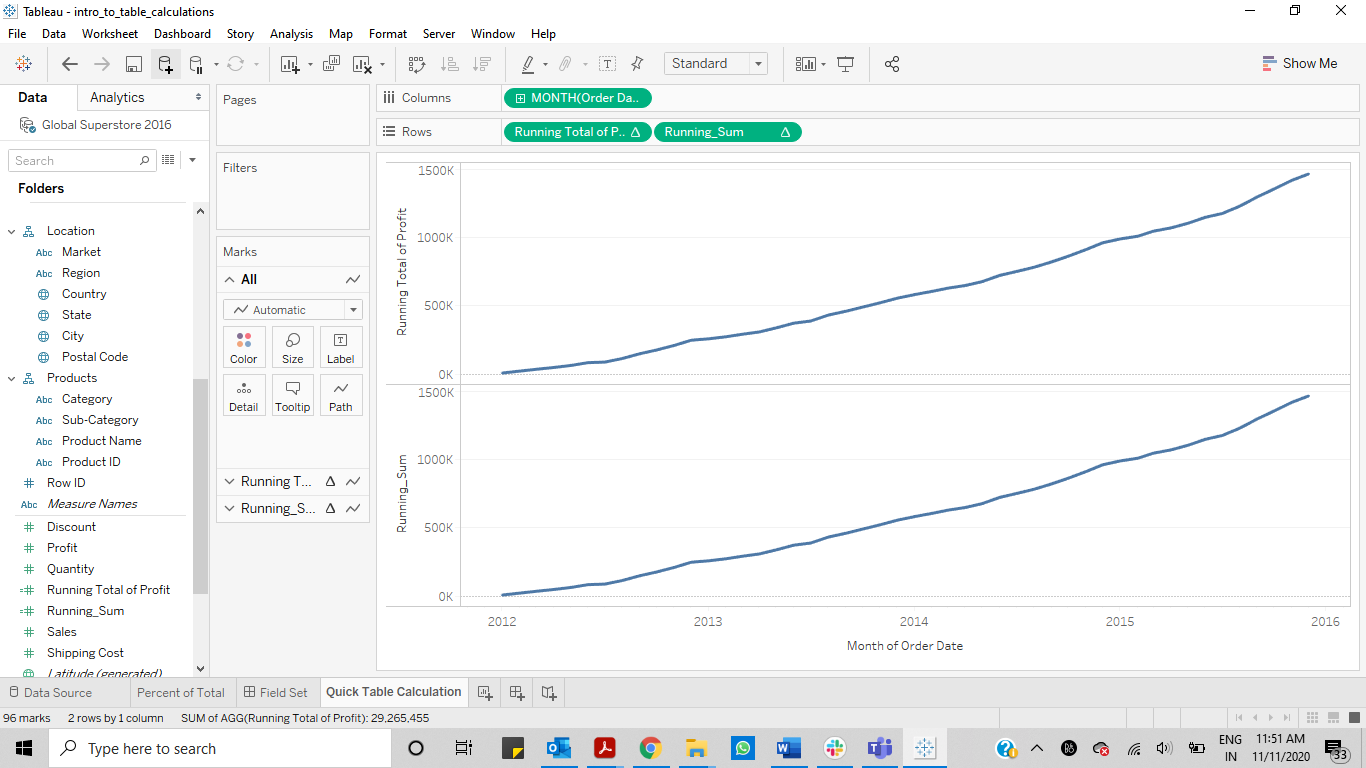 Tableau - intro_to_table_calculations
File Data Worksheet Dashboard Story Analysis Map Format Server Window Help
Standard
Show Me
Data Analytics
Global Superstore 2016
Search
Folders
Location
Abc Market
Abc Region
Country
State
City
Postal Code
Products
Abc Category
Abc Sub-Category
Abc Product Name
Abc Product ID
# Row ID
Abc Measure Names
# Discount
# Profit
# Quantity
=# Running Total of Profit
=# Running_Sum
# Sales
# Shipping Cost
Latitude (generated)
Pages
Filters
Marks
All
Automatic
Color Size Label
Detail Tooltip Path
Running T... Δ
Running_S... Δ
Columns MONTH(Order Da..
Rows Running Total of P.. Δ Running_Sum Δ
Running Total of Profit
1500K
1000K
500K
0K
Running_Sum
1500K
1000K
500K
0K
2012 2013 2014 2015 2016
Month of Order Date
Data Source Percent of Total Field Set Quick Table Calculation
96 marks 2 rows by 1 column SUM of AGG(Running Total of Profit): 29,265,455
Type here to search
ENG
IN
11:51 AM
11/11/2020
33